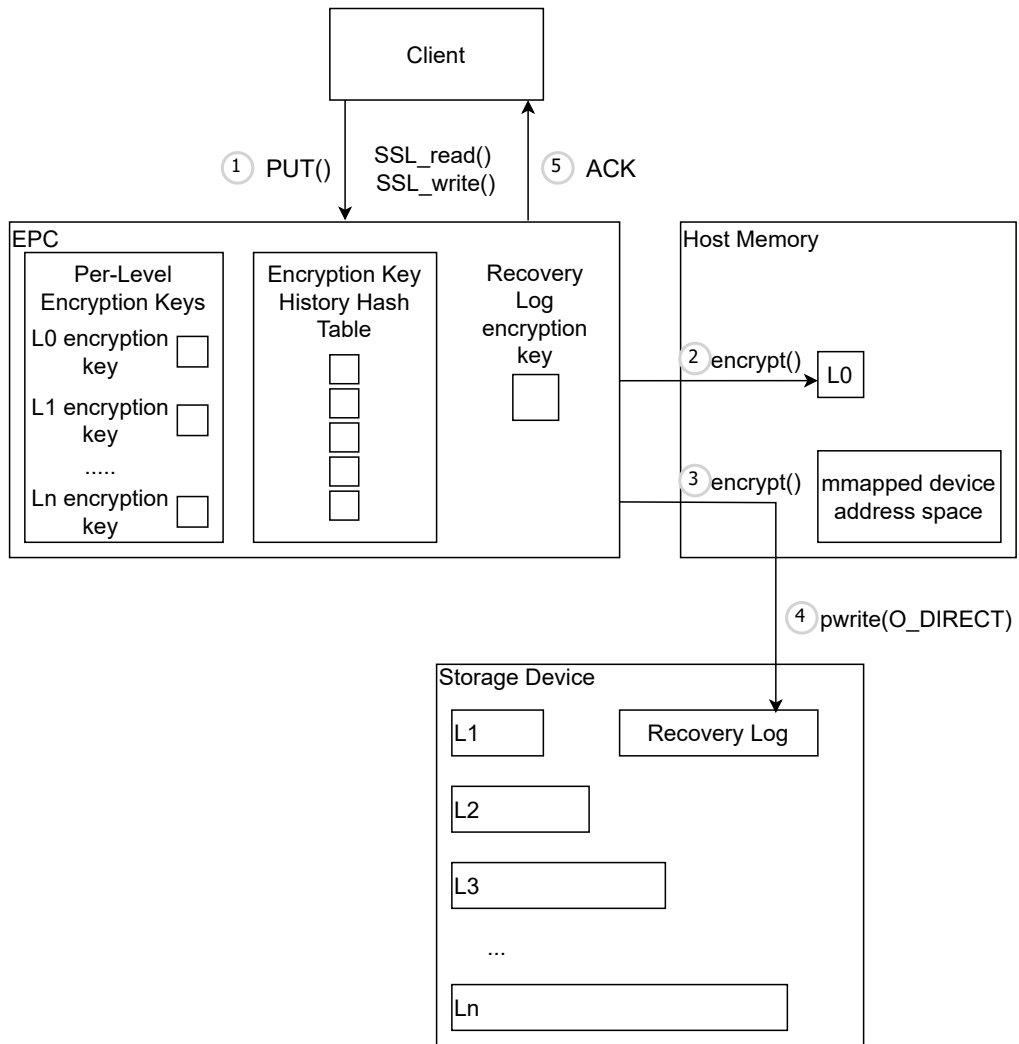 Client
1 PUT()
SSL_read()
SSL_write()
5 ACK
EPC
Per-Level
Encryption Keys
L0 encryption
key
L1 encryption
key
.....
Ln encryption
key
Encryption Key
History Hash
Table
Recovery
Log
encryption
key
Host Memory
2 encrypt()
L0
3 encrypt()
mmapped device
address space
4 pwrite(O_DIRECT)
Storage Device
L1
Recovery Log
L2
L3
...
Ln